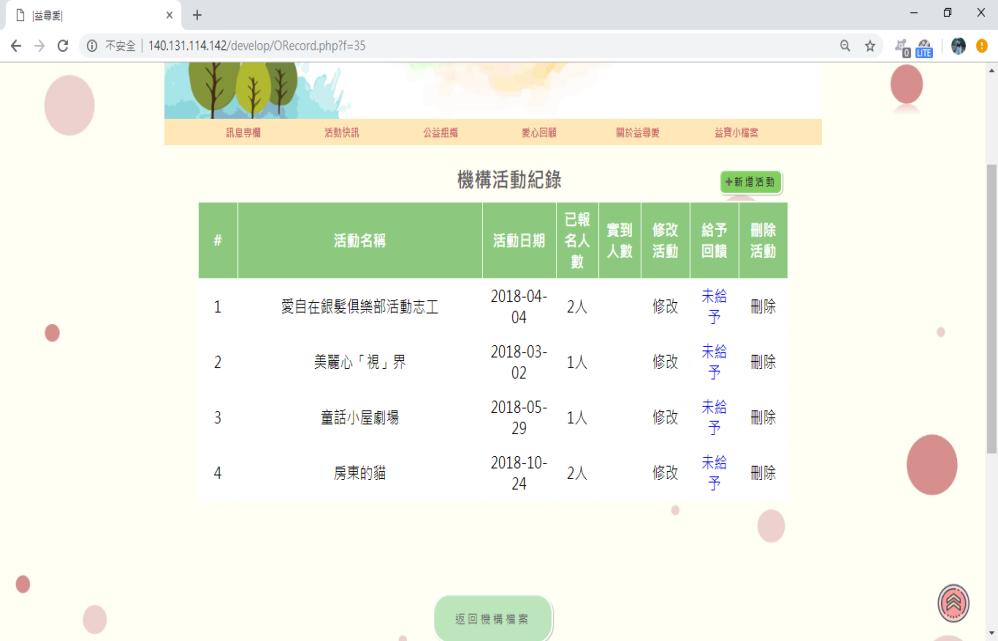 |益尋愛|
不安全 | 140.131.114.142/develop/ORecord.php?f=35
0 LITE
訊息專欄 活動快訊 公益組織 愛心回顧 關於益尋愛 益寶小檔案
機構活動紀錄
+新增活動
# 活動名稱 活動日期 已報名人數 實到人數 修改活動 給予回饋 刪除活動
1 愛自在銀髮俱樂部活動志工 2018-04-04 2人 修改 未給予 刪除
2 美麗心「視」界 2018-03-02 1人 修改 未給予 刪除
3 童話小屋劇場 2018-05-29 1人 修改 未給予 刪除
4 房東的貓 2018-10-24 2人 修改 未給予 刪除
返回機構檔案